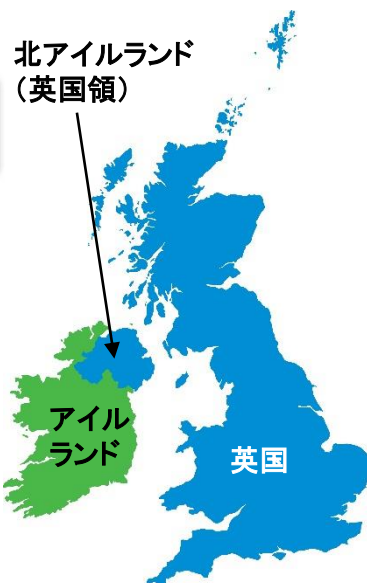 北アイルランド
（英国領）
アイル
ランド
英国